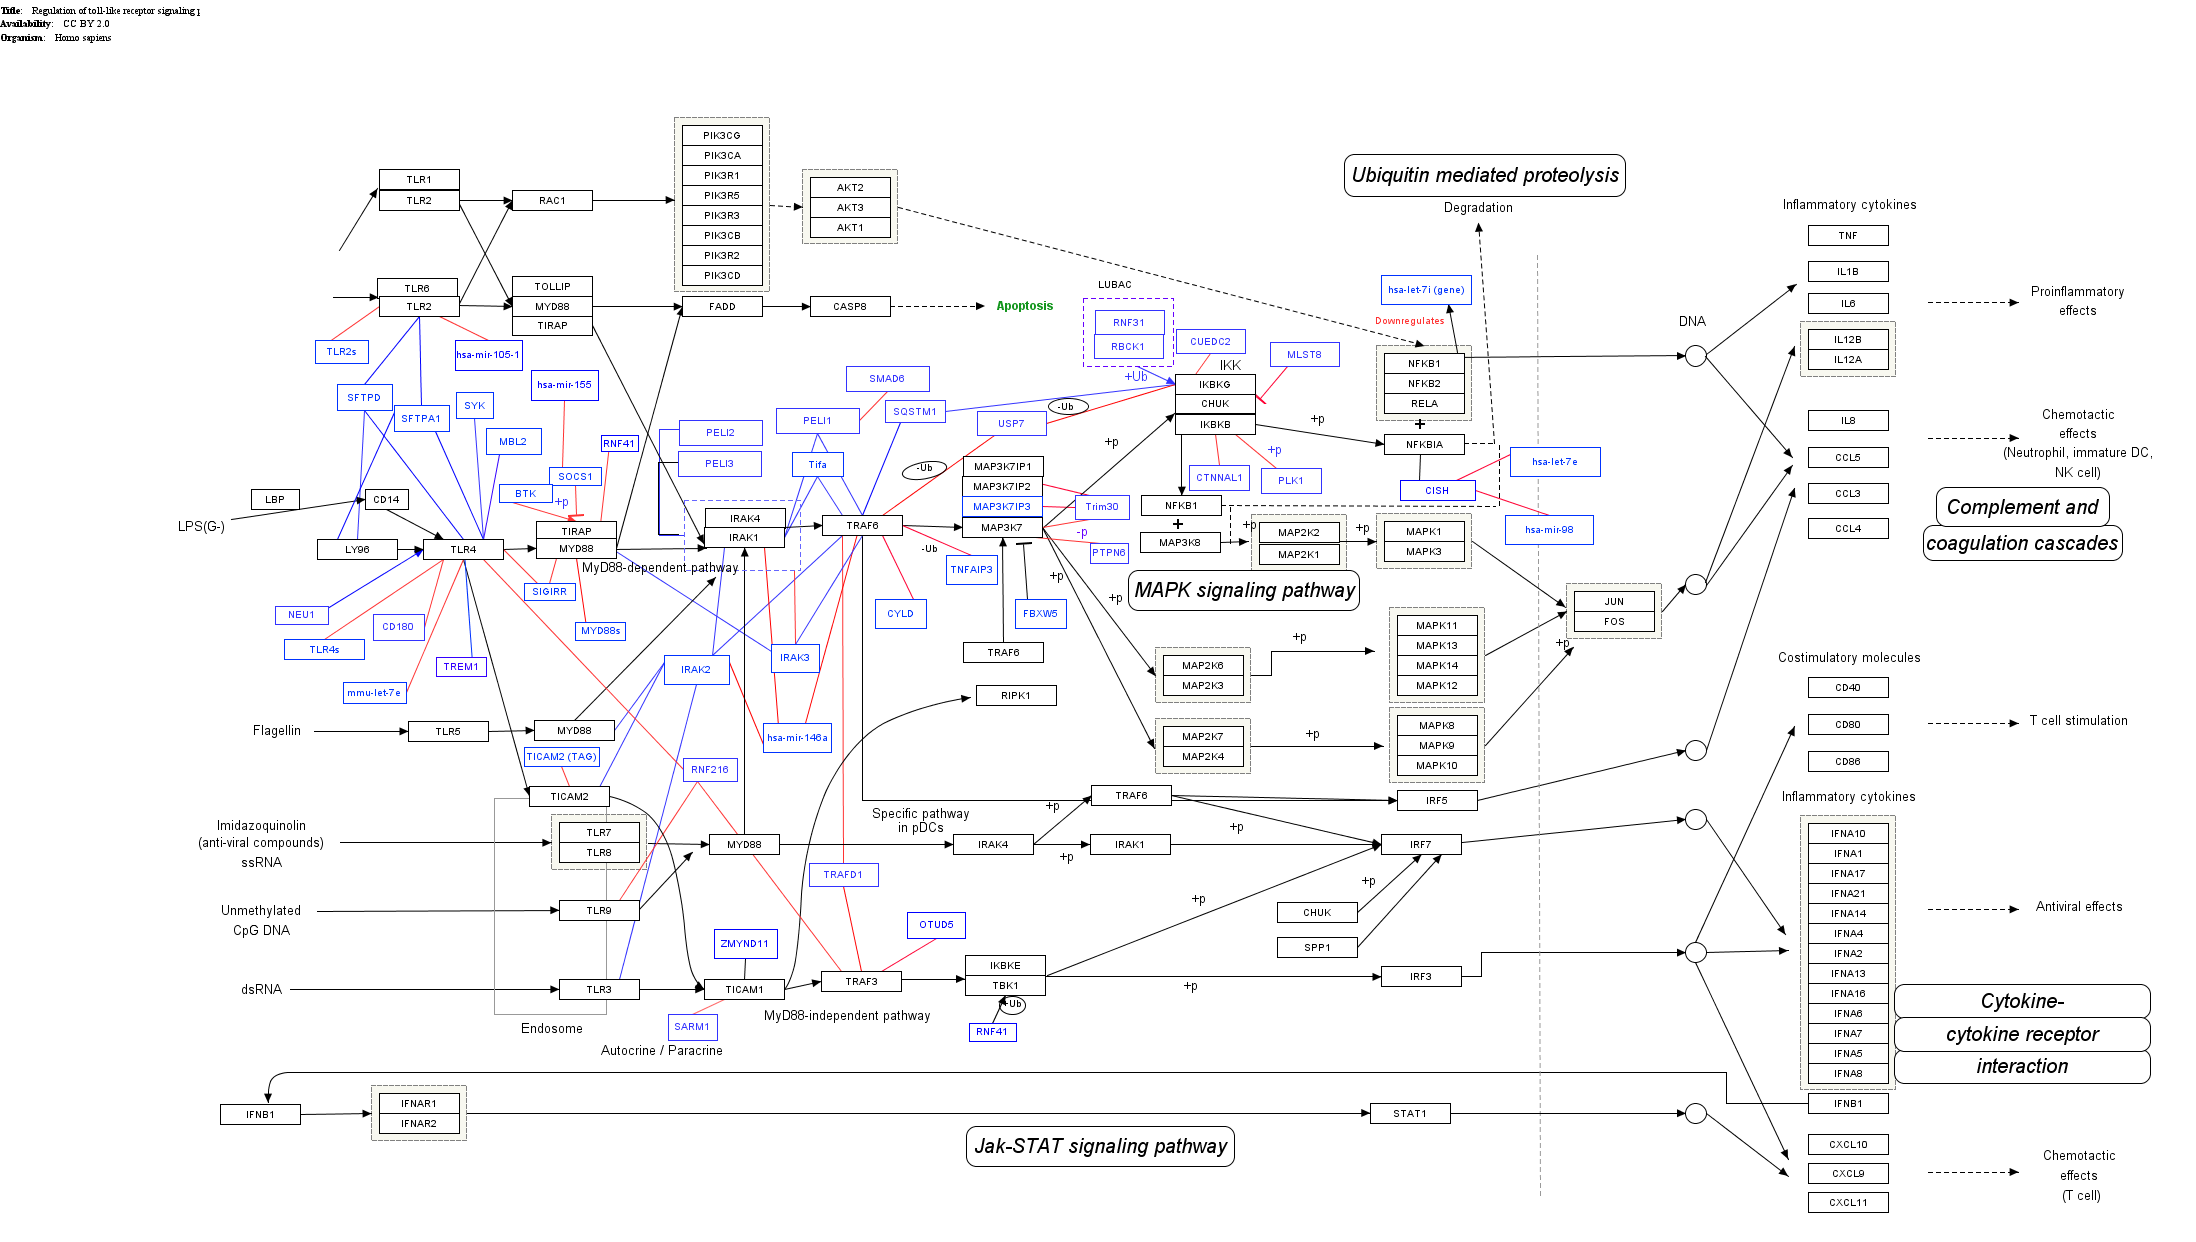 Title: Regulation of toll-like receptor signaling
Availability: CC BY 2.0
Organism: Homo sapiens
PIK3CG
PIK3CA
PIK3R1
PIK3R5
PIK3R3
PIK3CB
PIK3R2
PIK3CD
AKT2
AKT3
AKT1
TLR1
TLR2
RAC1
TLR6
TLR2
TOLLIP
MYD88
TIRAP
FADD
CASP8
Apoptosis
Ubiquitin mediated proteolysis
Degradation
hsa-let-7i (gene)
Downregulates
LUBAC
RNF31
RBCK1
+Ub
CUEDC2
MLST8
IKK
IKBKG
CHUK
IKBKB
NFKB1
NFKB2
RELA
+
NFKBIA
+p
DNA
Inflammatory cytokines
TNF
IL1B
IL6
IL12B
IL12A
Proinflammatory
effects
IL8
CCL5
CCL3
CCL4
Chemotactic
effects
(Neutrophil, immature DC,
NK cell)
Complement and
coagulation cascades
TLR2s
hsa-mir-105-1
hsa-mir-155
SFTPD
SFTPA1
SYK
MBL2
RNF41
SOCS1
BTK
+p
SMAD6
PELI1
SQSTM1
PELI2
PELI3
Tifa
USP7
-Ub
-Ub
CTNNAL1
PLK1
+p
+p
hsa-let-7e
CISH
hsa-mir-98
LBP
CD14
LPS(G-)
LY96
TLR4
TIRAP
MYD88
MyD88-dependent pathway
IRAK4
IRAK1
TRAF6
-Ub
MAP3K7IP1
MAP3K7IP2
MAP3K7IP3
MAP3K7
Trim30
-p
PTPN6
NFKB1
+
MAP3K8
+p
MAP2K2
MAP2K1
+p
MAPK1
MAPK3
MAPK signaling pathway
TNFAIP3
CYLD
FBXW5
TRAF6
+p
+p
NEU1
CD180
TLR4s
TREM1
mmu-let-7e
SIGIRR
MYD88s
IRAK2
IRAK3
hsa-mir-146a
RIPK1
MAP2K6
MAP2K3
+p
MAPK11
MAPK13
MAPK14
MAPK12
JUN
FOS
+p
MAP2K7
MAP2K4
+p
MAPK8
MAPK9
MAPK10
Costimulatory molecules
CD40
CD80
CD86
T cell stimulation
Flagellin
TLR5
MYD88
TICAM2 (TAG)
TICAM2
RNF216
Imidazoquinolin
(anti-viral compounds)
ssRNA
TLR7
TLR8
MYD88
Specific pathway
in pDCs
IRAK4
+p
+p
TRAF6
IRAK1
+p
IRF5
IRF7
TRAFD1
Unmethylated
CpG DNA
TLR9
dsRNA
TLR3
Endosome
ZMYND11
TICAM1
SARM1
MyD88-independent pathway
Autocrine / Paracrine
TRAF3
OTUD5
IKBKE
TBK1
+Ub
RNF41
+p
+p
+p
CHUK
SPP1
IRF3
Inflammatory cytokines
IFNA10
IFNA1
IFNA17
IFNA21
IFNA14
IFNA4
IFNA2
IFNA13
IFNA16
IFNA6
IFNA7
IFNA5
IFNA8
IFNB1
Antiviral effects
Cytokine-
cytokine receptor
interaction
IFNB1
IFNAR1
IFNAR2
STAT1
Jak-STAT signaling pathway
CXCL10
CXCL9
CXCL11
Chemotactic
effects
(T cell)